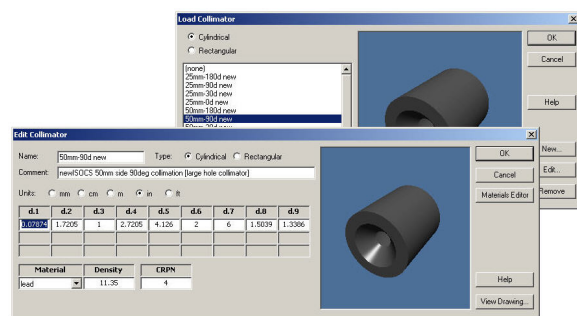 Load Collimator
Cylindrical
Rectangular
OK
Cancel
Help
(none)
25mm-180d new
25mm-90d new
25mm-30d new
25mm-0d new
50mm-180d new
50mm-90d new
Edit Collimator
Name: 50mm-90d new Type: Cylindrical Rectangular
Comment: newISOCS 50mm side 90deg collimation [large hole collimator]
Units: mm cm m in ft
d.1 d.2 d.3 d.4 d.5 d.6 d.7 d.8 d.9
0.07874 1.7205 1 2.7205 4.126 2 6 1.5039 1.3386
Material Density CRPN
lead 11.35 4
OK
Cancel
Materials Editor
Help
View Drawing...
New...
Edit...
Remove